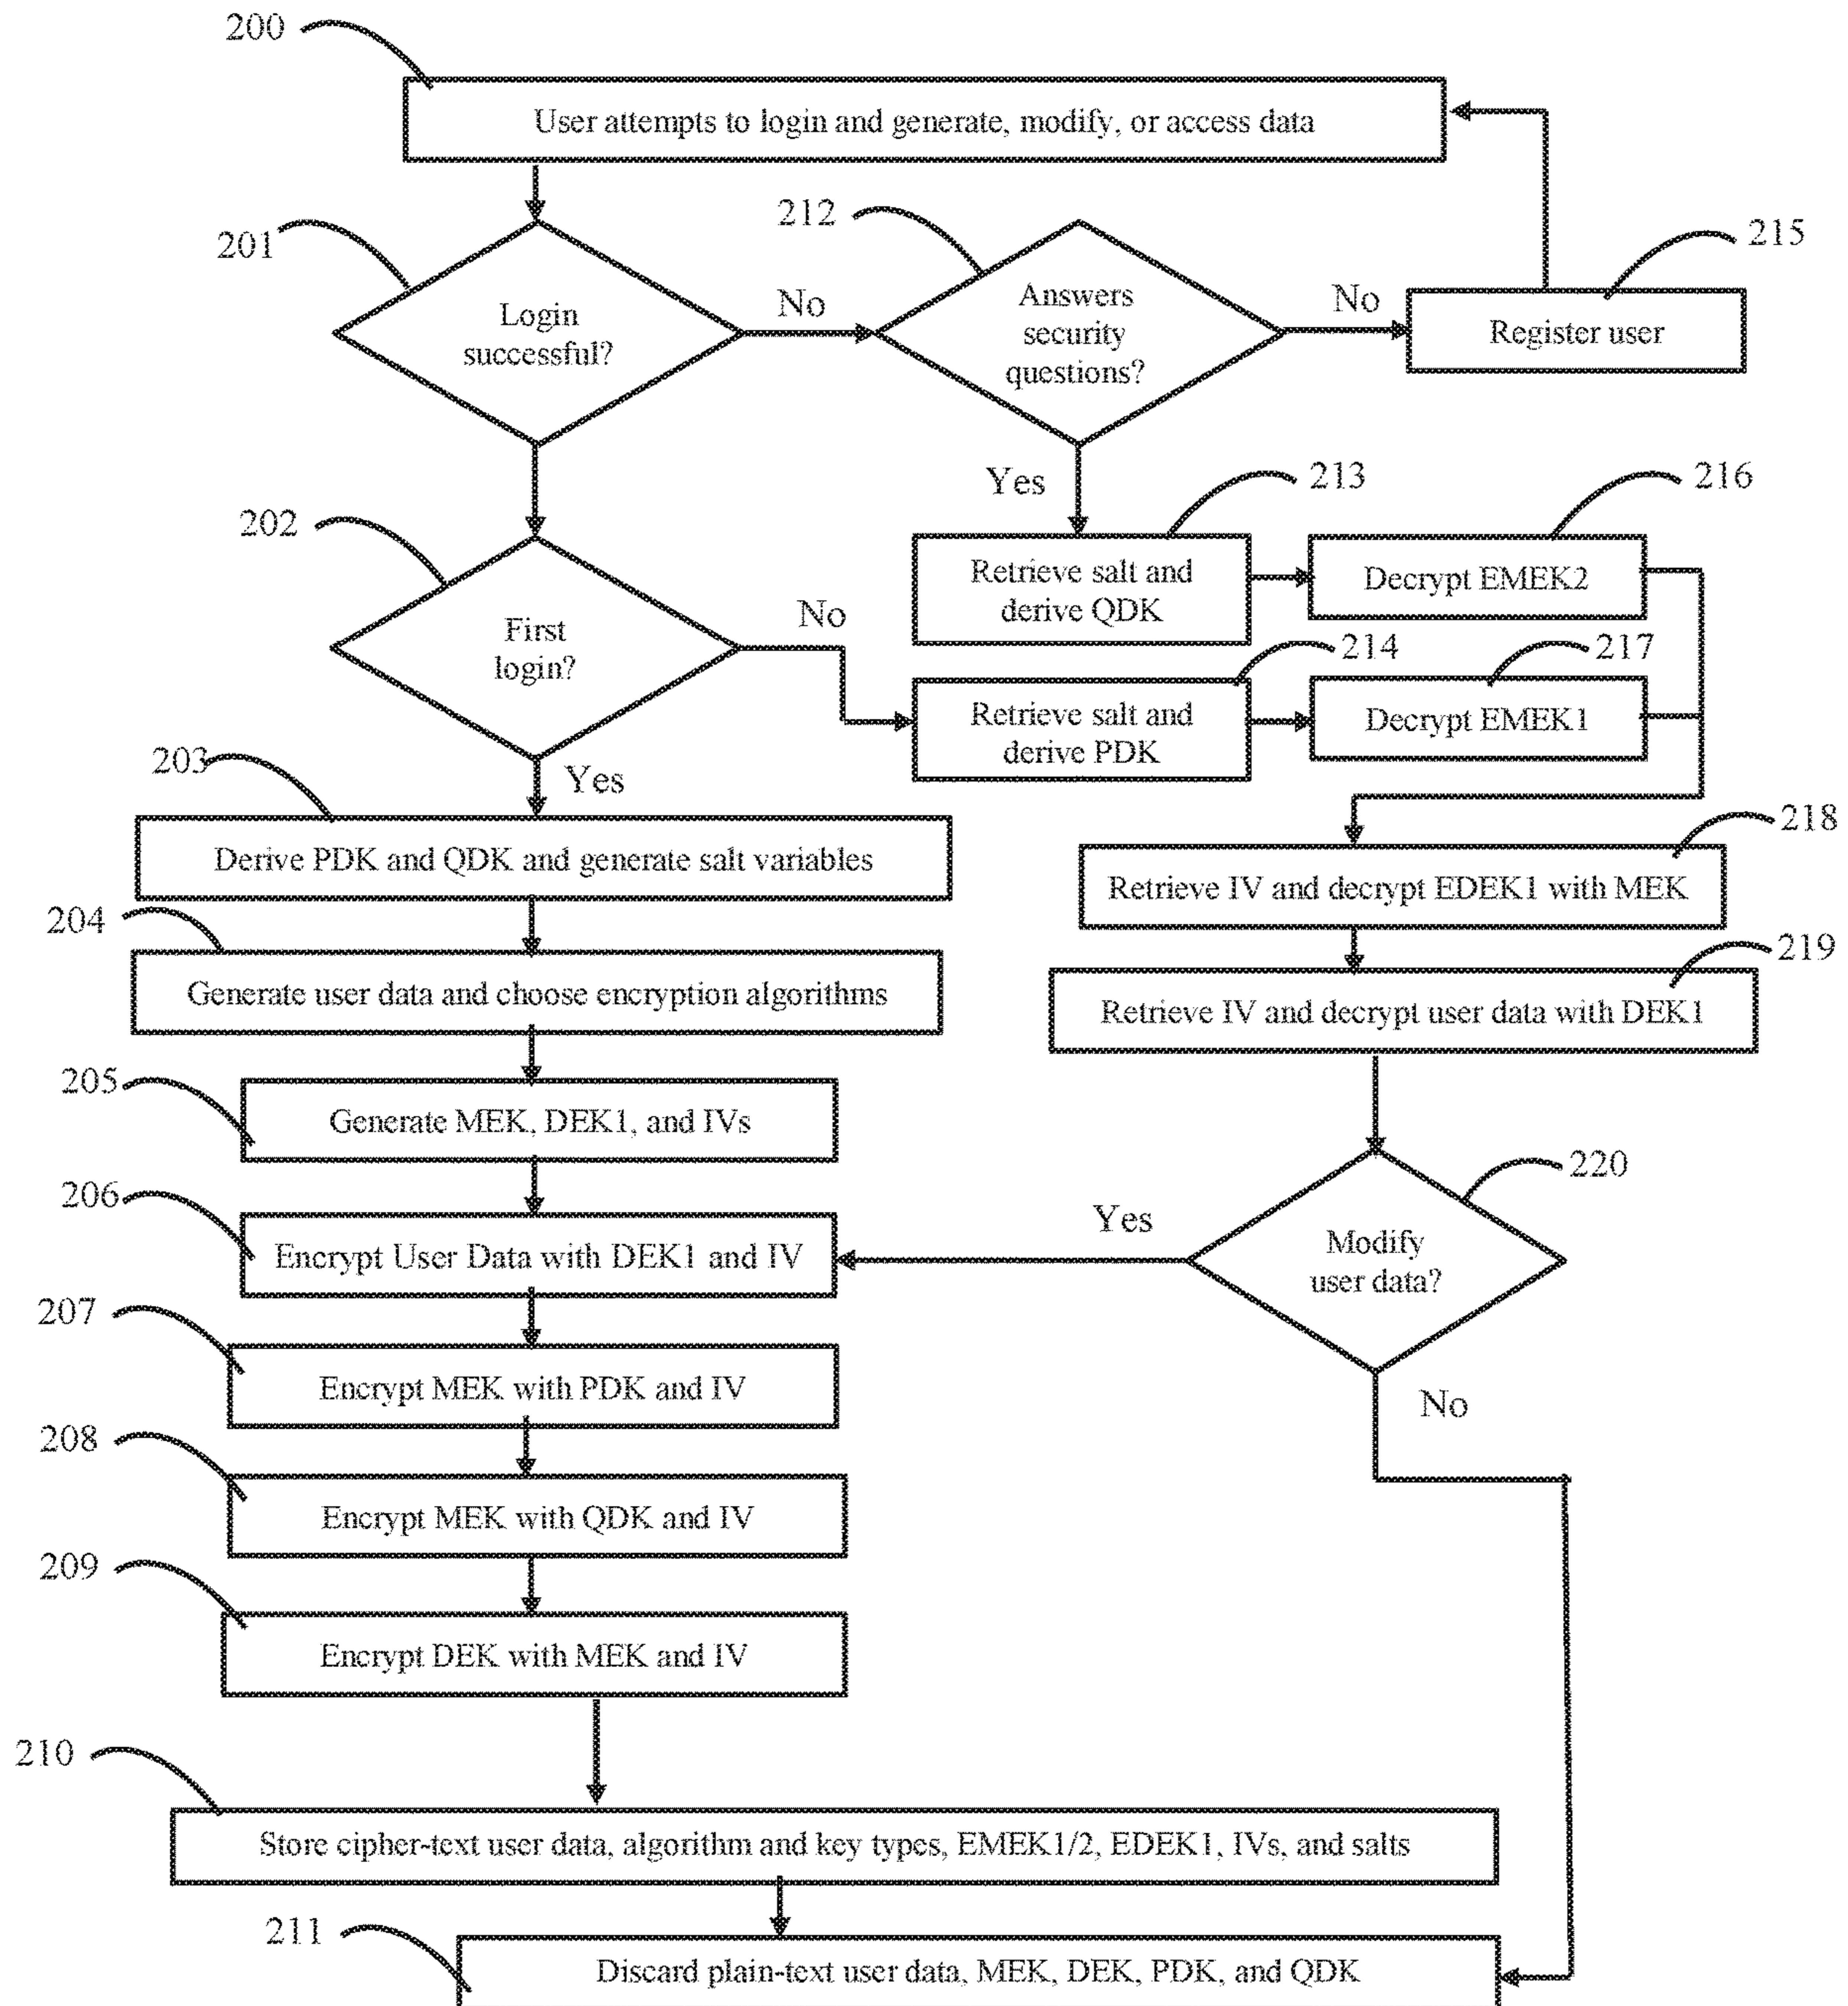 200
User attempts to login and generate, modify, or access data
201
Login
successful?
No
212
Answers
security
questions?
No
215
Register user
Yes
202
First
login?
No
213
Retrieve salt and
derive QDK
216
Decrypt EMEK2
214
Retrieve salt and
derive PDK
217
Decrypt EMEK1
Yes
203
Derive PDK and QDK and generate salt variables
218
Retrieve IV and decrypt EDEK1 with MEK
204
Generate user data and choose encryption algorithms
219
Retrieve IV and decrypt user data with DEK1
205
Generate MEK, DEK1, and IVs
206
Encrypt User Data with DEK1 and IV
Yes
220
Modify
user data?
No
207
Encrypt MEK with PDK and IV
208
Encrypt MEK with QDK and IV
209
Encrypt DEK with MEK and IV
210
Store cipher-text user data, algorithm and key types, EMEK1/2, EDEK1, IVs, and salts
211
Discard plain-text user data, MEK, DEK, PDK, and QDK